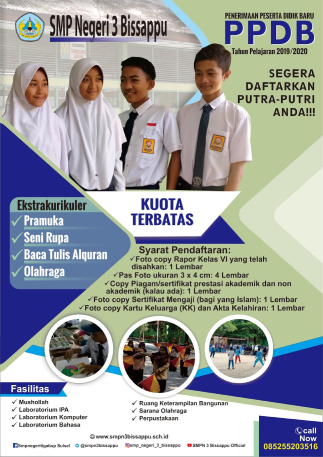 SMP Negeri 3 Bissappu
PENERIMAAN PESERTA DIDIK BARU
PPDB
Tahun Pelajaran 2019/2020
SEGERA
DAFTARKAN
PUTRA-PUTRI
ANDA!!!
Ekstrakurikuler
Pramuka
Seni Rupa
Baca Tulis Alquran
Olahraga
KUOTA
TERBATAS
Syarat Pendaftaran:
✓Foto copy Rapor Kelas VI yang telah
disahkan: 1 Lembar
✓Pas Foto ukuran 3 x 4 cm: 4 Lembar
✓Copy Piagam/sertifikat prestasi akademik dan non
akademik (kalau ada): 1 Lembar
✓Foto copy Sertifikat Mengaji (bagi yang Islam): 1 Lembar
✓Foto copy Kartu Keluarga (KK) dan Akta Kelahiran: 1 Lembar
Fasilitas
Mushollah
Laboratorium IPA
Laboratorium Komputer
Laboratorium Bahasa
Ruang Keterampilan Bangunan
Sarana Olahraga
Perpustakaan
www.smpn3bissappu.sch.id
Smpnegeritigabsp Sulsel
@smpn3bissappu
smp_negeri_3_bissappu
SMPN 3 Bissappu Official
call
Now
085255203516